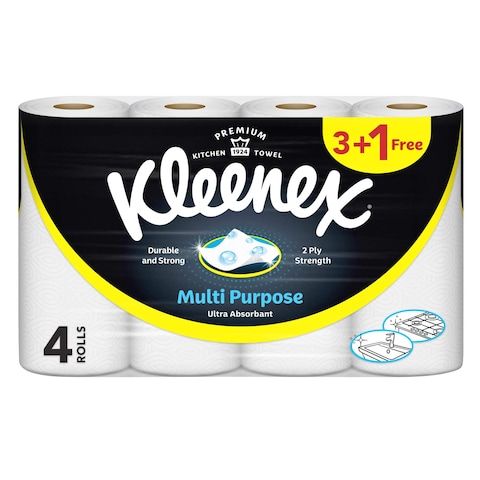 PREMIUM
KITCHEN 1924 TOWEL
Kleenex®
3+1 Free
Durable
and Strong
2 Ply
Strength
Multi Purpose
Ultra Absorbant
4 ROLLS